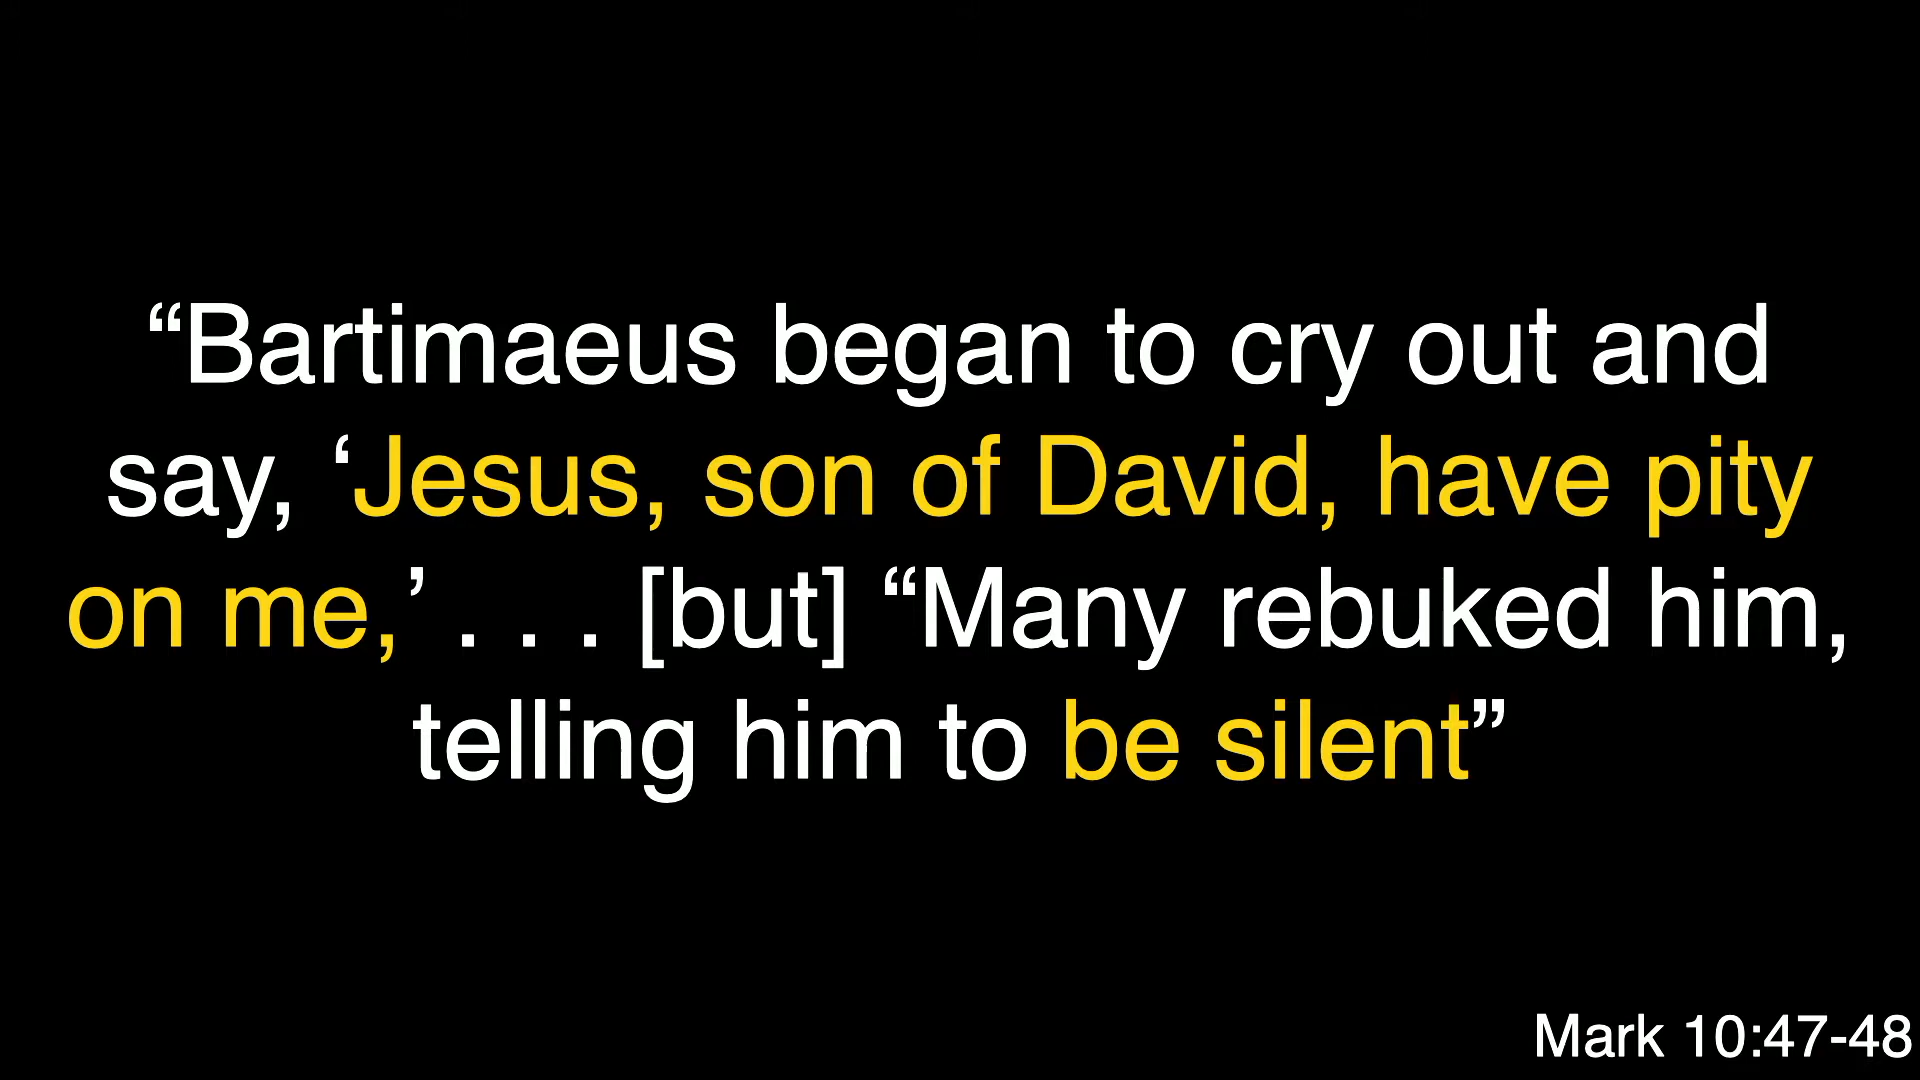 “Bartimaeus began to cry out and
say, ‘Jesus, son of David, have pity
on me,’ . . . [but] “Many rebuked him,
telling him to be silent”
Mark 10:47-48